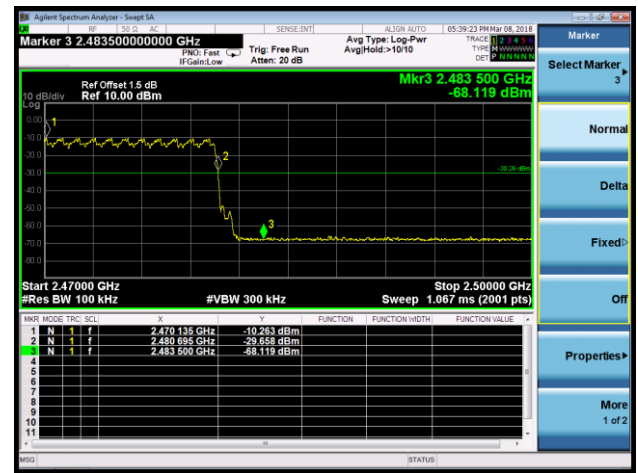 Agilent Spectrum Analyzer - Swept SA
RF 50 Ω AC SENSE:INT ALIGN AUTO 05:39:23 PM Mar 08, 2016
Marker 3 2.483500000000 GHz
PNO: Fast
IFGain:Low
Trig: Free Run
Atten: 20 dB
Avg Type: Log-Pwr
Avg|Hold:>10/10
TRACE 1 2 3 4 5 6
TYPE M WWWWW
DET P N N N N N
Ref Offset 1.5 dB
Ref 10.00 dBm
10 dB/div
Log
Mkr3 2.483 500 GHz
-68.119 dBm
0.00
-10.0
-20.0
-30.0
-40.0
-50.0
-60.0
-70.0
-80.0
1
2
3
-30.26 dBm
Start 2.47000 GHz Stop 2.50000 GHz
#Res BW 100 kHz #VBW 300 kHz Sweep 1.067 ms (2001 pts)
MKR MODE TRC SCL X Y FUNCTION FUNCTION WIDTH FUNCTION VALUE
1 N 1 f 2.470 135 GHz -10.263 dBm
2 N 1 f 2.480 695 GHz -29.658 dBm
3 N 1 f 2.483 500 GHz -68.119 dBm
4
5
6
7
8
9
10
11
MSG STATUS
Marker
Select Marker
3
Normal
Delta
Fixed
Off
Properties
More
1 of 2